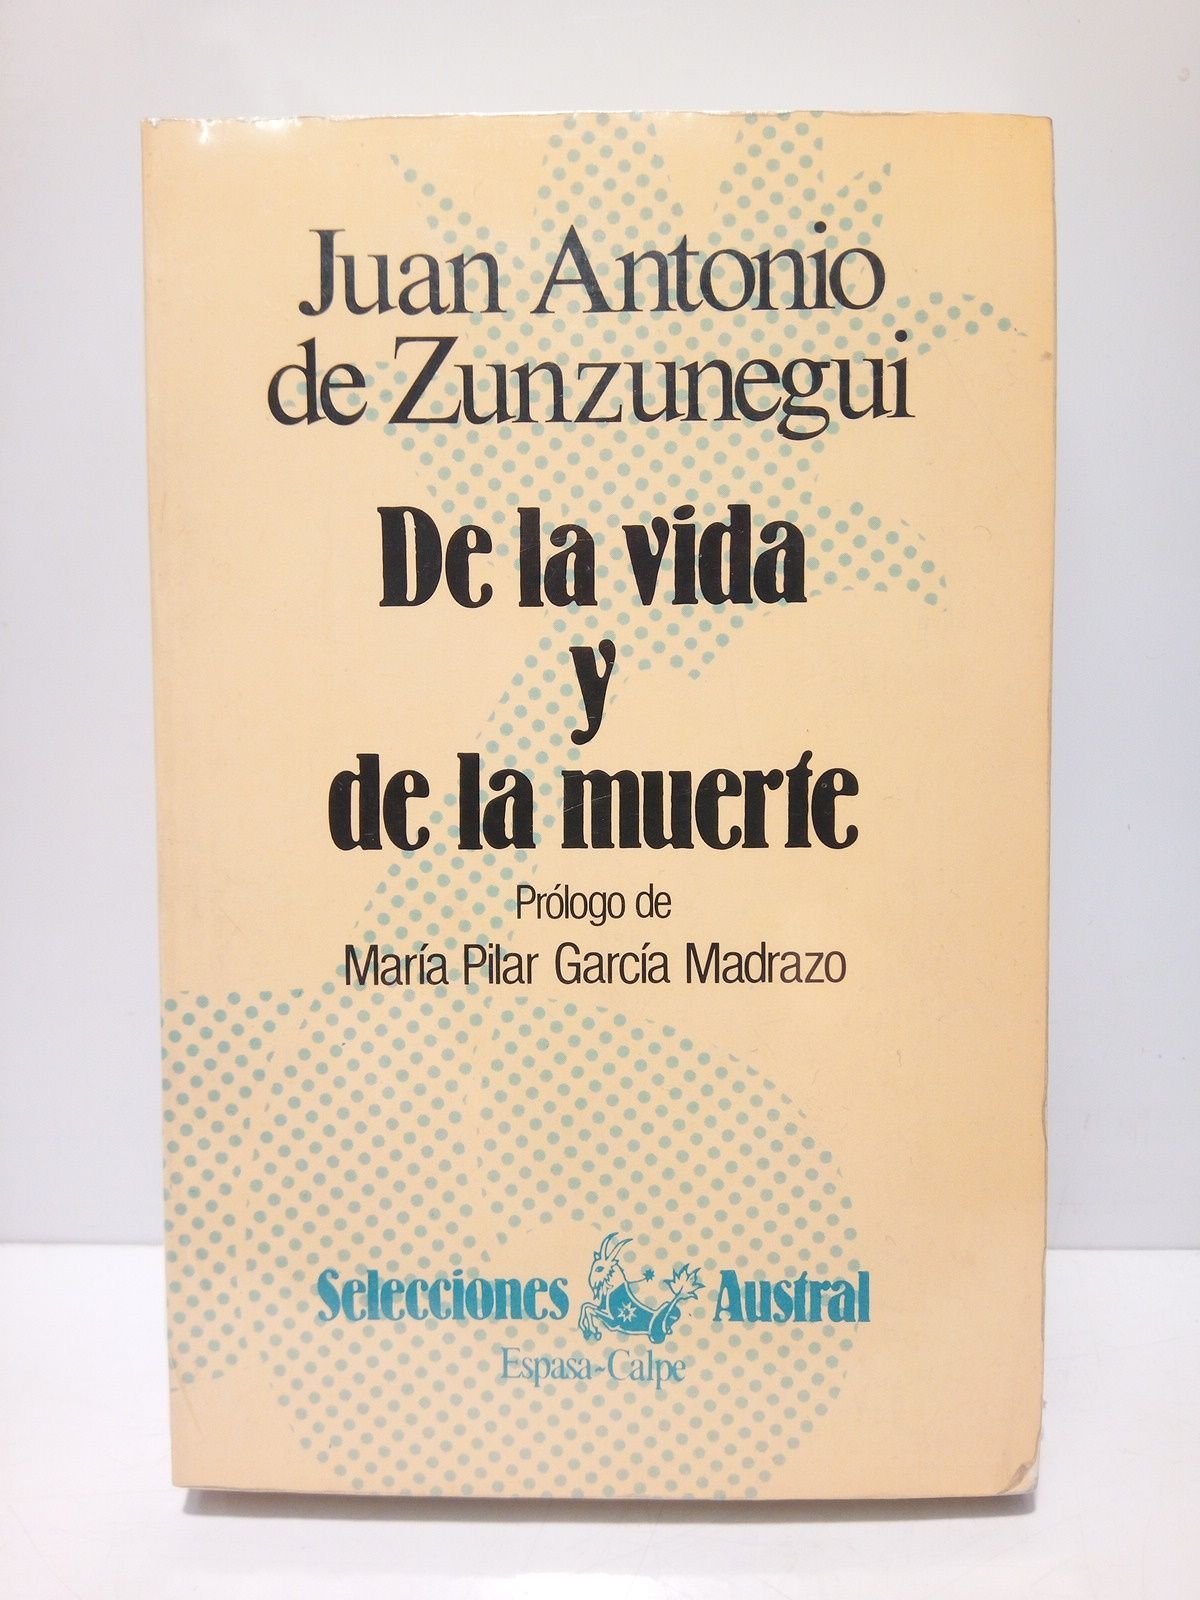 Juan Antonio
de Zunzunegui
De la vida
y
de la muerte
Prólogo de
María Pilar García Madrazo
Selecciones Austral
Espasa-Calpe